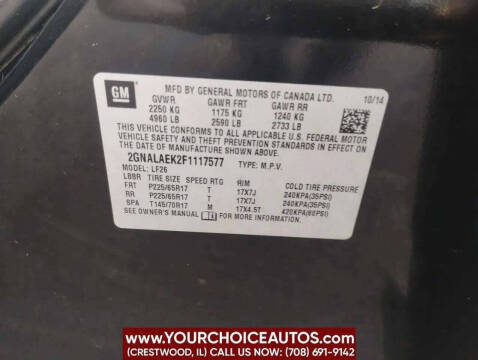 GM MFD BY GENERAL MOTORS OF CANADA LTD. 10/14
GVWR GAWR FRT GAWR RR
2250 KG 1175 KG 1240 KG
4960 LB 2590 LB 2733 LB
THIS VEHICLE CONFORMS TO ALL APPLICABLE U.S. FEDERAL MOTOR
VEHICLE SAFETY, BUMPER, AND THEFT PREVENTION STANDARDS IN EFFECT ON
THE DATE OF MANUFACTURE SHOWN ABOVE.
2GNALAEK2F1117577 TYPE: M.P.V.
MODEL: LF26
LBBR TIRE SIZE SPEED RTG RIM COLD TIRE PRESSURE
FRT P225/65R17 T 17X7J 240KPA(35PSI)
RR P225/65R17 T 17X7J 240KPA(35PSI)
SPA T145/70R17 M 17X4.5T 420KPA(60PSI)
SEE OWNER'S MANUAL FOR MORE INFORMATION.
WWW.YOURCHOICEAUTOS.COM
(CRESTWOOD, IL) CALL: (708) 691-9142